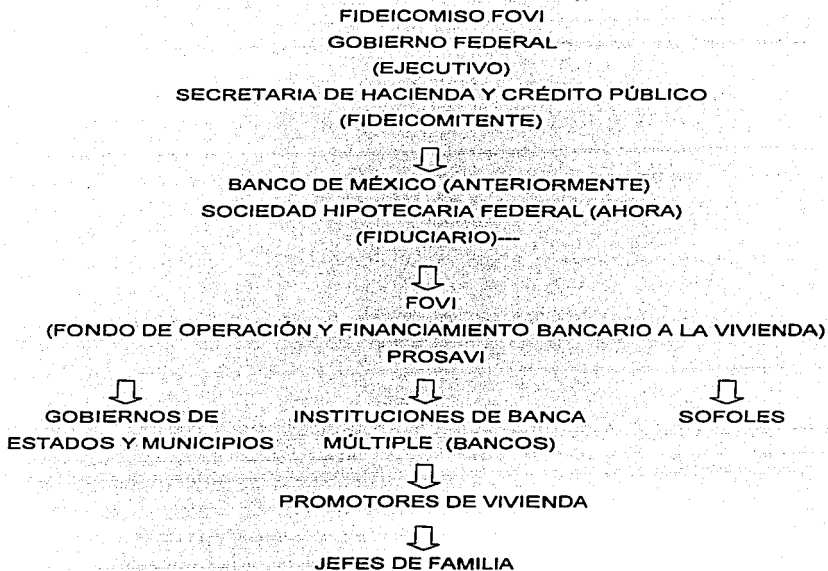 FIDEICOMISO FOVI
GOBIERNO FEDERAL
(EJECUTIVO)
SECRETARIA DE HACIENDA Y CRÉDITO PÚBLICO
(FIDEICOMITENTE)
BANCO DE MÉXICO (ANTERIORMENTE)
SOCIEDAD HIPOTECARIA FEDERAL (AHORA)
(FIDUCIARIO)---
FOVI
(FONDO DE OPERACIÓN Y FINANCIAMIENTO BANCARIO A LA VIVIENDA)
PROSAVI
GOBIERNOS DE
ESTADOS Y MUNICIPIOS
INSTITUCIONES DE BANCA
MÚLTIPLE (BANCOS)
SOFOLES
PROMOTORES DE VIVIENDA
JEFES DE FAMILIA